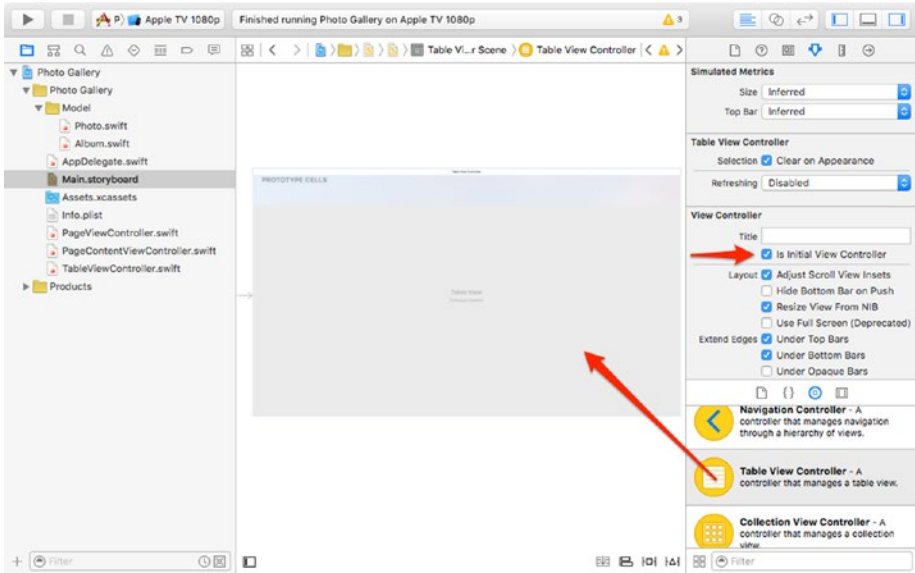 P) Apple TV 1080p
Finished running Photo Gallery on Apple TV 1080p
3
Table Vi...r Scene
Table View Controller
Photo Gallery
Photo Gallery
Model
Photo.swift
Album.swift
AppDelegate.swift
Main.storyboard
Assets.xcassets
Info.plist
PageViewController.swift
PageContentViewController.swift
TableViewController.swift
Products
Filter
Table View Controller
PROTOTYPE CELLS
Table View
Prototype Content
Simulated Metrics
Size Inferred
Top Bar Inferred
Table View Controller
Selection Clear on Appearance
Refreshing Disabled
View Controller
Title
Is Initial View Controller
Layout Adjust Scroll View Insets
Hide Bottom Bar on Push
Resize View From NIB
Use Full Screen (Deprecated)
Extend Edges Under Top Bars
Under Bottom Bars
Under Opaque Bars
{}
Navigation Controller - A
controller that manages navigation
through a hierarchy of views.
Table View Controller - A
controller that manages a table view.
Collection View Controller - A
controller that manages a collection
view.
Filter